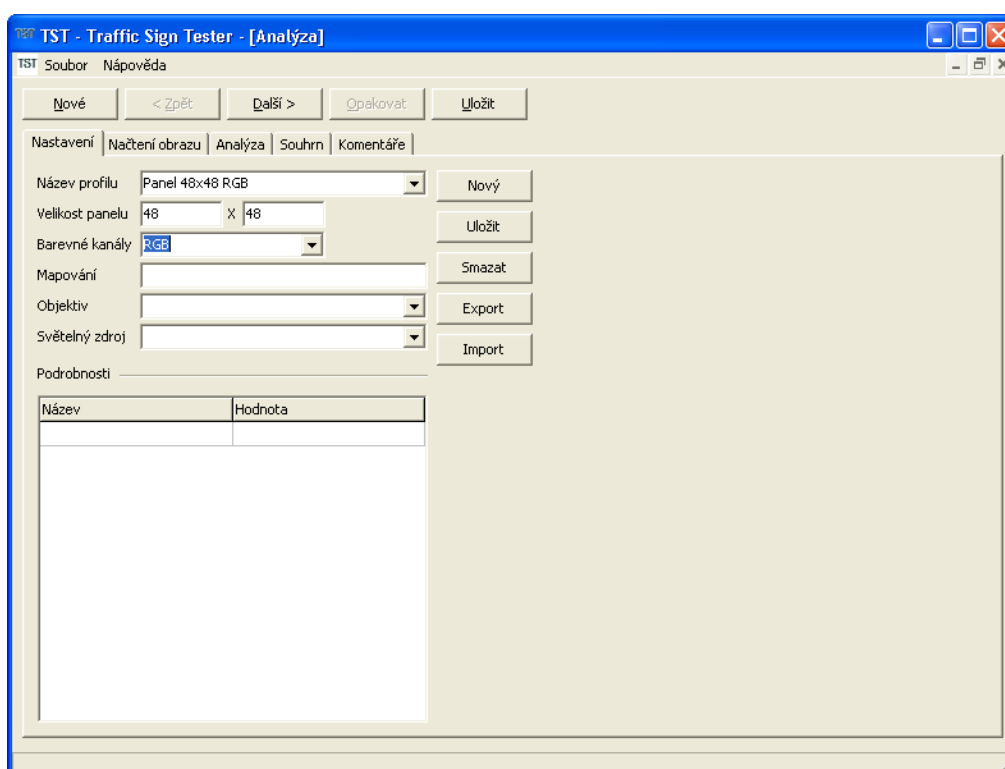 TST TST - Traffic Sign Tester - [Analýza]
TST Soubor Nápověda
Nové < Zpět Další > Opakovat Uložit
Nastavení Načtení obrazu Analýza Souhrn Komentáře
Název profilu Panel 48x48 RGB Nový
Velikost panelu 48 X 48 Uložit
Barevné kanály RGB
Mapování Smazat
Objektiv Export
Světelný zdroj Import
Podrobnosti
Název Hodnota